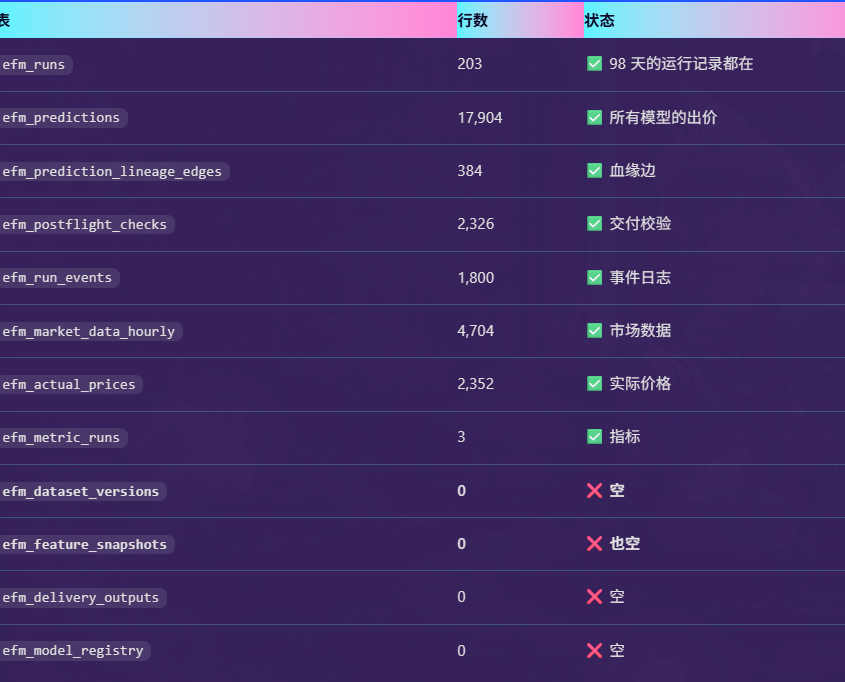 表 行数 状态
efm_runs 203 ✅ 98 天的运行记录都在
efm_predictions 17,904 ✅ 所有模型的出价
efm_prediction_lineage_edges 384 ✅ 血缘边
efm_postflight_checks 2,326 ✅ 交付校验
efm_run_events 1,800 ✅ 事件日志
efm_market_data_hourly 4,704 ✅ 市场数据
efm_actual_prices 2,352 ✅ 实际价格
efm_metric_runs 3 ✅ 指标
efm_dataset_versions 0 ❌ 空
efm_feature_snapshots 0 ❌ 也空
efm_delivery_outputs 0 ❌ 空
efm_model_registry 0 ❌ 空